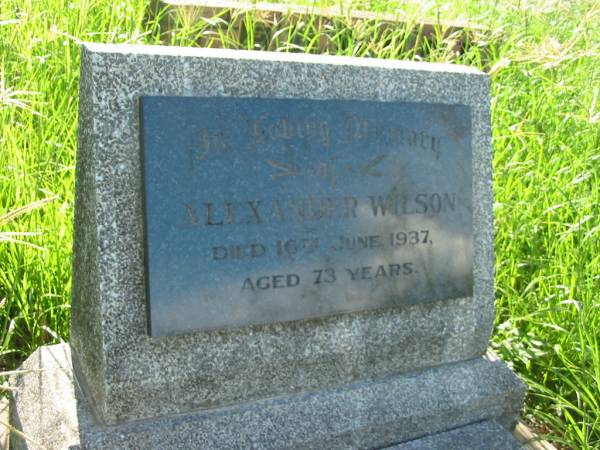 In Loving Memory
of
ALEXANDER WILSON
DIED 16TH JUNE 1937,
AGED 73 YEARS.